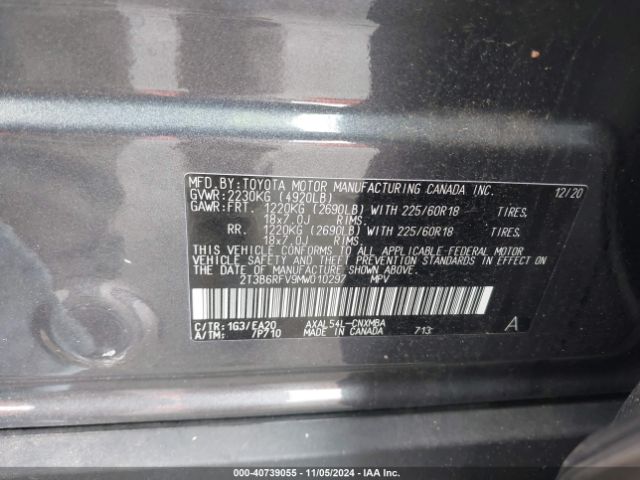 MFD.BY:TOYOTA MOTOR MANUFACTURING CANADA INC. 12/20
GVWR:2230KG (4920LB)
GAWR:FRT. 1220KG (2690LB) WITH 225/60R18 TIRES.
18x7.0J RIMS.
RR. 1220KG (2690LB) WITH 225/60R18 TIRES.
18x7.0J RIMS.
THIS VEHICLE CONFORMS TO ALL APPLICABLE-FEDERAL MOTOR
VEHICLE SAFETY AND THEFT PREVENTION STANDARDS IN EFFECT
ON THE DATE OF MANUFACTURE SHOWN ABOVE.
2T3B6RFV9MW010297 MPV
C/TR: 1G3/EA20 AXAL54L-CNXMBA
A/TM: 7P710 MADE IN CANADA 713 A
000-40739055 - 11/05/2024 - IAA Inc.